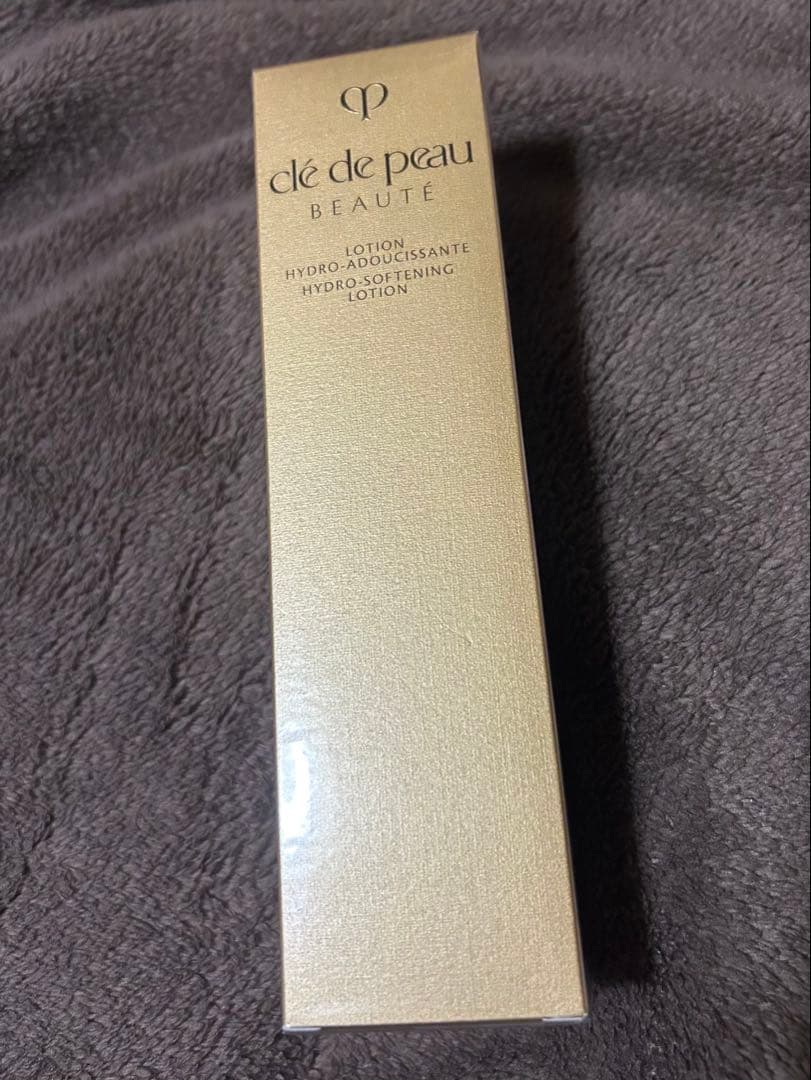 clé de peau
BEAUTÉ
LOTION
HYDRO-ADOUCISSANTE
HYDRO-SOFTENING
LOTION